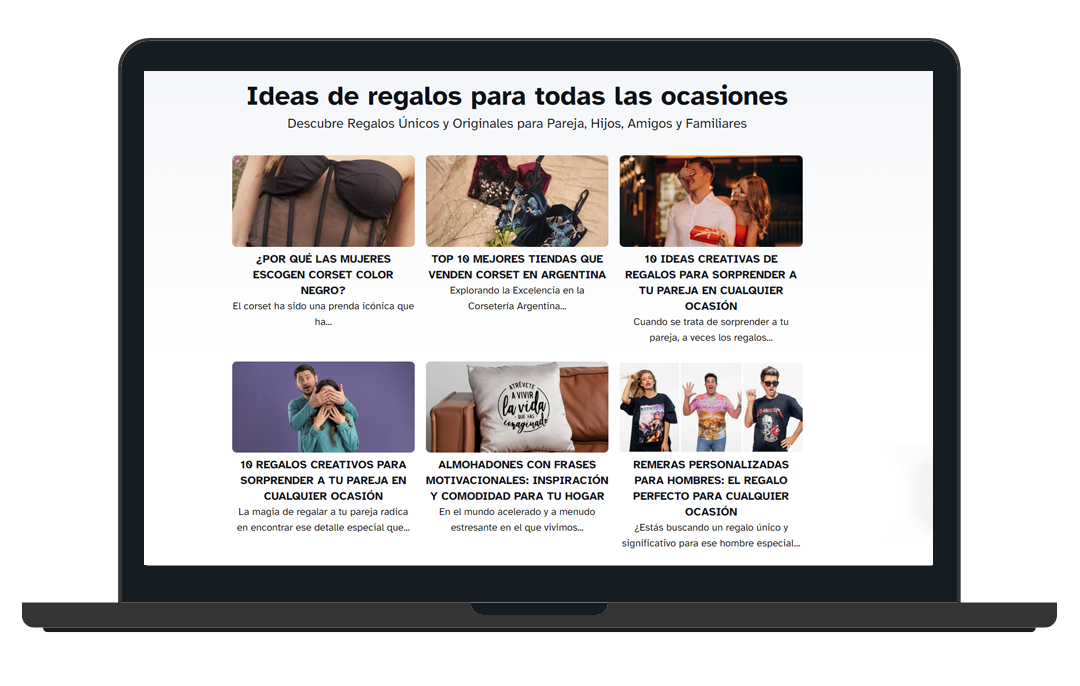 Ideas de regalos para todas las ocasiones
Descubre Regalos Únicos y Originales para Pareja, Hijos, Amigos y Familiares
¿POR QUÉ LAS MUJERES
ESCOGEN CORSET COLOR
NEGRO?
El corset ha sido una prenda icónica que
ha...
TOP 10 MEJORES TIENDAS QUE
VENDEN CORSET EN ARGENTINA
Explorando la Excelencia en la
Corsetería Argentina...
10 IDEAS CREATIVAS DE
REGALOS PARA SORPRENDER A
TU PAREJA EN CUALQUIER
OCASIÓN
Cuando se trata de sorprender a tu
pareja, a veces los regalos...
10 REGALOS CREATIVOS PARA
SORPRENDER A TU PAREJA EN
CUALQUIER OCASIÓN
La magia de regalar a tu pareja radica
en encontrar ese detalle especial que...
ATRÉVETE
A VIVIR
la vida
QUE HAS
imaginado
ALMOHADONES CON FRASES
MOTIVACIONALES: INSPIRACIÓN
Y COMODIDAD PARA TU HOGAR
En el mundo acelerado y a menudo
estresante en el que vivimos...
REMERAS PERSONALIZADAS
PARA HOMBRES: EL REGALO
PERFECTO PARA CUALQUIER
OCASIÓN
¿Estás buscando un regalo único y
significativo para ese hombre especial...